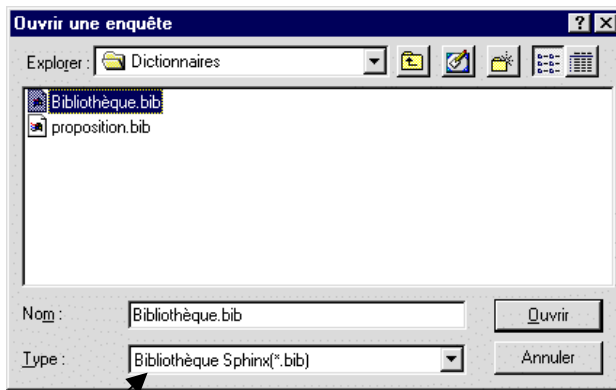 Ouvrir une enquête
Explorer : Dictionnaires
Bibliothèque.bib
proposition.bib
Nom : Bibliothèque.bib Ouvrir
Type : Bibliothèque Sphinx(*.bib) Annuler